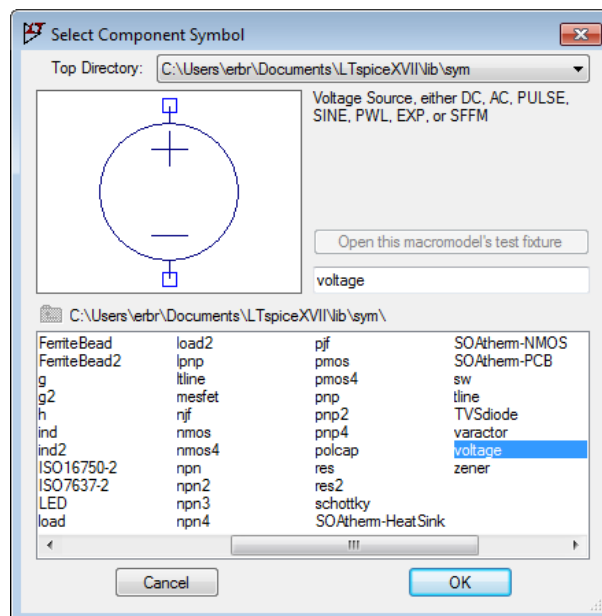 Select Component Symbol
Top Directory: C:\Users\erbr\Documents\LTspiceXVII\lib\sym
Voltage Source, either DC, AC, PULSE,
SINE, PWL, EXP, or SFFM
Open this macromodel's test fixture
voltage
C:\Users\erbr\Documents\LTspiceXVII\lib\sym\
FerriteBead load2 pjf SOAtherm-NMOS
FerriteBead2 lpnp pmos SOAtherm-PCB
g ltline pmos4 sw
g2 mesfet pnp tline
h njf pnp2 TVSdiode
ind nmos pnp4 varactor
ind2 nmos4 polcap voltage
ISO16750-2 npn res zener
ISO7637-2 npn2 res2
LED npn3 schottky
load npn4 SOAtherm-HeatSink
Cancel OK